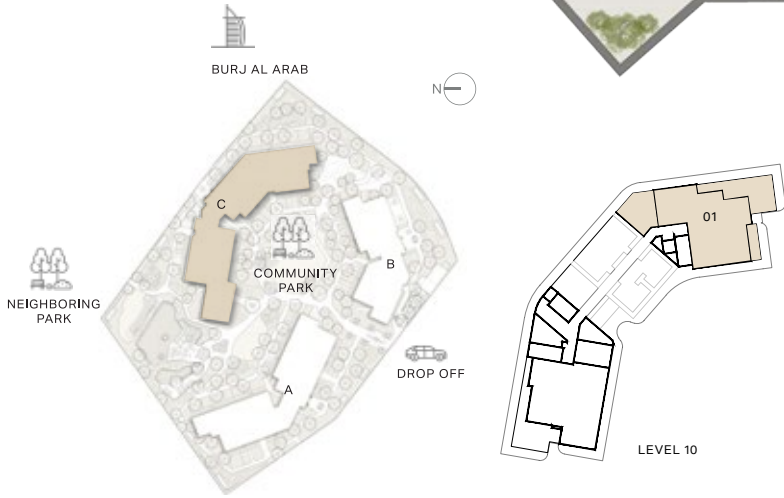 BURJ AL ARAB
N
C
01
B
COMMUNITY
PARK
NEIGHBORING
PARK
DROP OFF
A
LEVEL 10